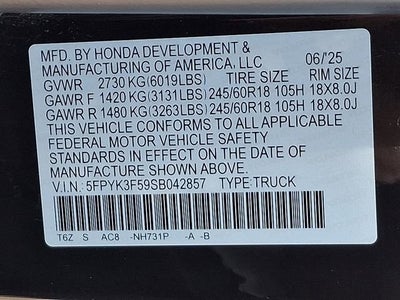 MFD. BY HONDA DEVELOPMENT &
MANUFACTURING OF AMERICA, LLC 06/'25
GVWR 2730 KG(6019LBS) TIRE SIZE RIM SIZE
GAWR F 1420 KG(3131LBS) 245/60R18 105H 18X8.0J
GAWR R 1480 KG(3263LBS) 245/60R18 105H 18X8.0J
THIS VEHICLE CONFORMS TO ALL APPLICABLE
FEDERAL MOTOR VEHICLE SAFETY
STANDARDS IN EFFECT ON THE DATE OF
MANUFACTURE SHOWN ABOVE.
V.I.N: 5FPYK3F59SB042857 TYPE:TRUCK
T6Z S AC8 -NH731P -A -B